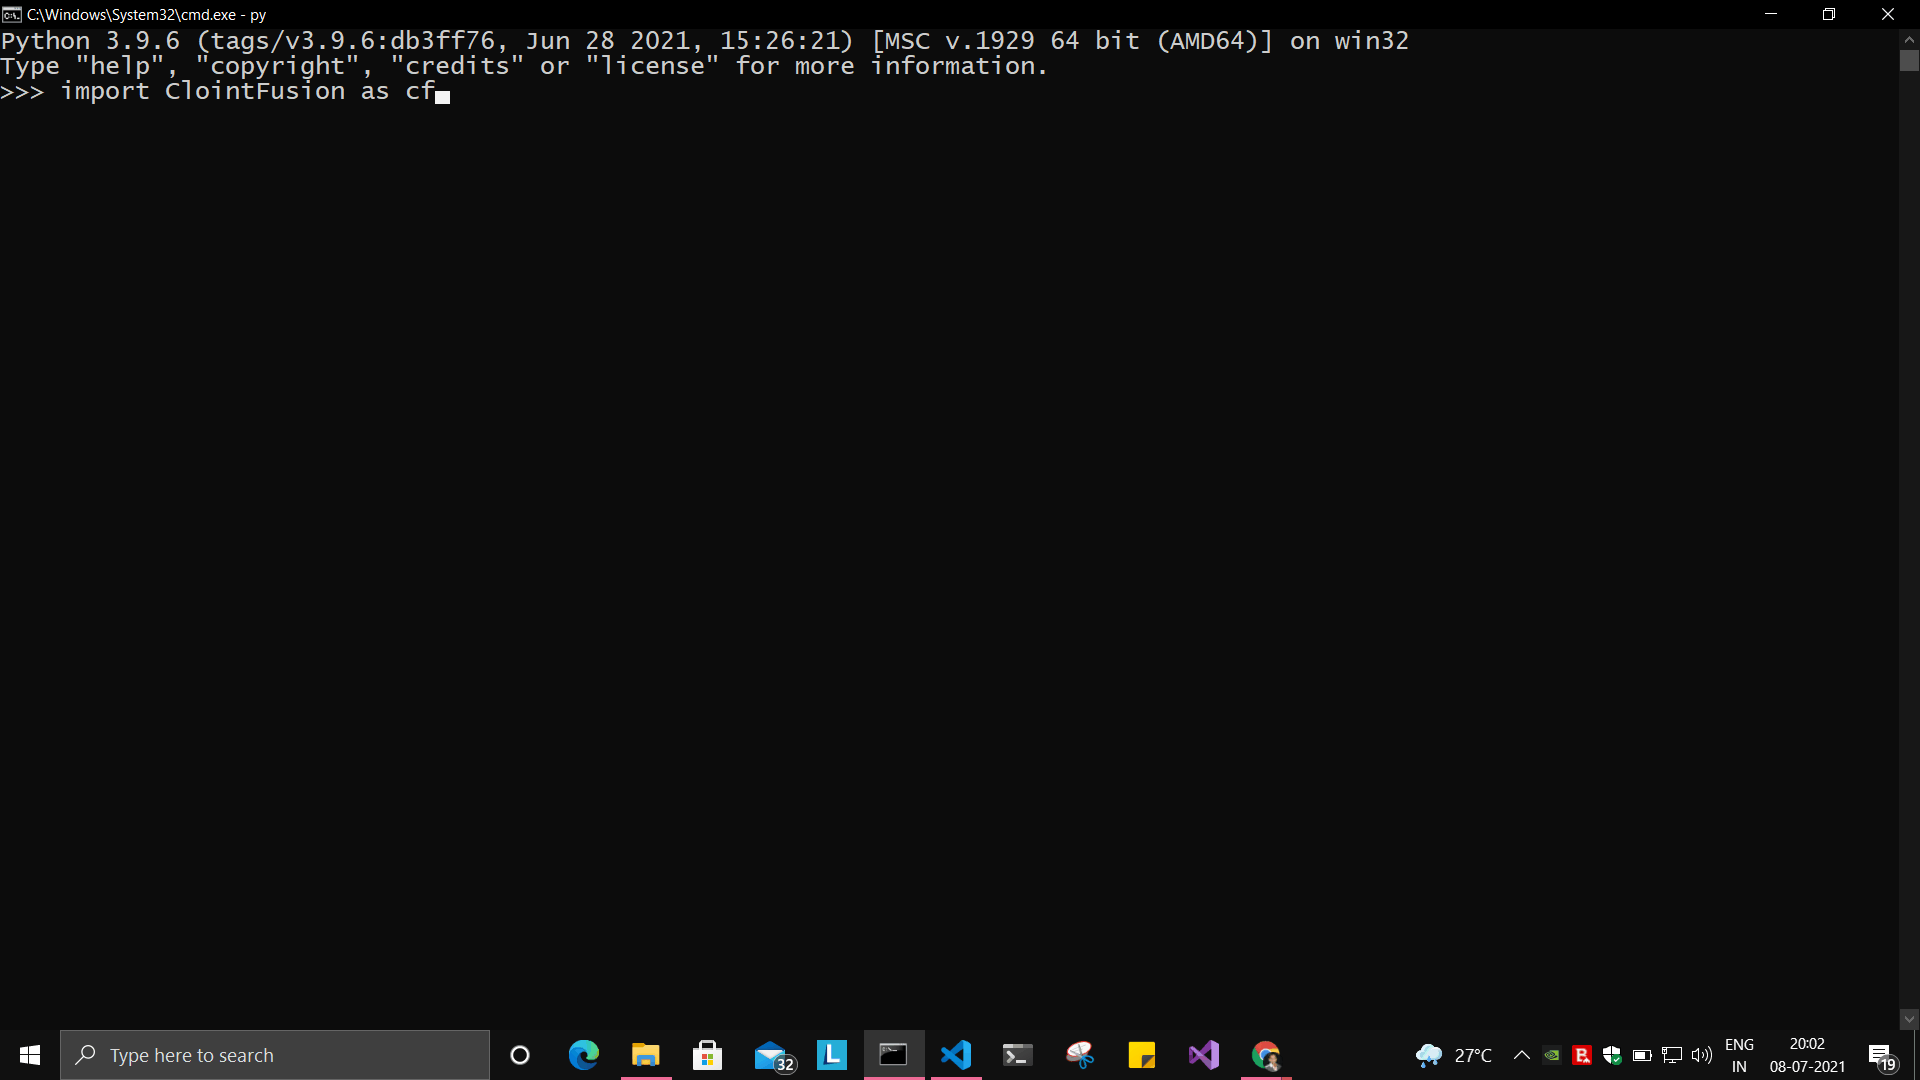 C:\Windows\System32\cmd.exe - py
Python 3.9.6 (tags/v3.9.6:db3ff76, Jun 28 2021, 15:26:21) [MSC v.1929 64 bit (AMD64)] on win32
Type "help", "copyright", "credits" or "license" for more information.
>>> import ClointFusion as cf
Type here to search
32
L
27°C
ENG
IN
20:02
08-07-2021
19